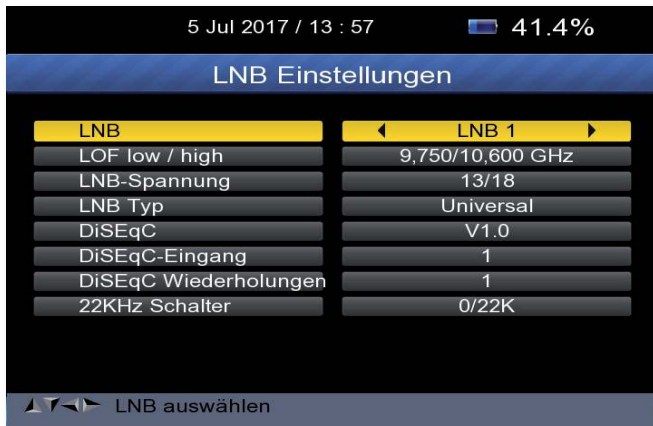 5 Jul 2017 / 13 : 57 41.4%
LNB Einstellungen
LNB LNB 1
LOF low / high 9,750/10,600 GHz
LNB-Spannung 13/18
LNB Typ Universal
DiSEqC V1.0
DiSEqC-Eingang 1
DiSEqC Wiederholungen 1
22KHz Schalter 0/22K
LNB auswählen